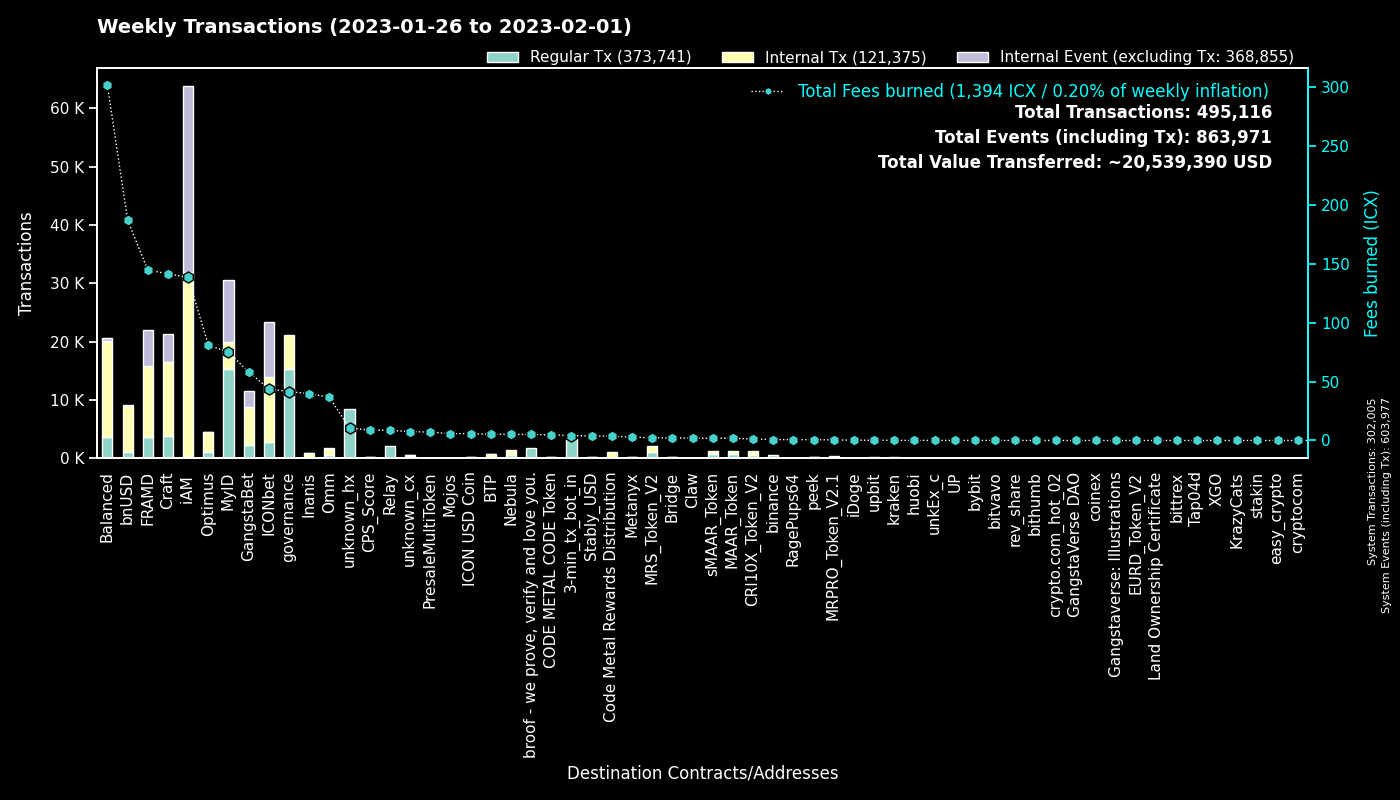 Weekly Transactions (2023-01-26 to 2023-02-01)
Regular Tx (373,741)
Internal Tx (121,375)
Internal Event (excluding Tx: 368,855)
Total Fees burned (1,394 ICX / 0.20% of weekly inflation)
Total Transactions: 495,116
Total Events (including Tx): 863,971
Total Value Transferred: ~20,539,390 USD
Transactions
60 K
50 K
40 K
30 K
20 K
10 K
0 K
300
250
200
150
100
50
0
Fees burned (ICX)
Balanced
bnUSD
FRAMD
Craft
iAM
Optimus
MyID
GangstaBet
ICONbet
governance
Inanis
Omm
unknown_hx
CPS_Score
Relay
unknown_cx
PresaleMultiToken
Mojos
ICON USD Coin
BTP
Nebula
broof - we prove, verify and love you.
CODE METAL CODE Token
3-min_tx_bot_in
Stably_USD
Code Metal Rewards Distribution
Metanyx
MRS_Token_V2
Bridge
Claw
sMAAR_Token
MAAR_Token
CRI10X_Token_V2
binance
RagePups64
peek
MRPRO_Token_V2.1
iDoge
upbit
kraken
huobi
unkEx_c
UP
bybit
bitvavo
rev_share
bithumb
crypto.com_hot_02
GangstaVerse DAO
coinex
Gangstaverse: Illustrations
EURD_Token_V2
Land Ownership Certificate
bittrex
Tap04d
XGO
KrazyCats
stakin
easy_crypto
cryptocom
Destination Contracts/Addresses
System Transactions: 302,005
System Events (including Tx): 603,977